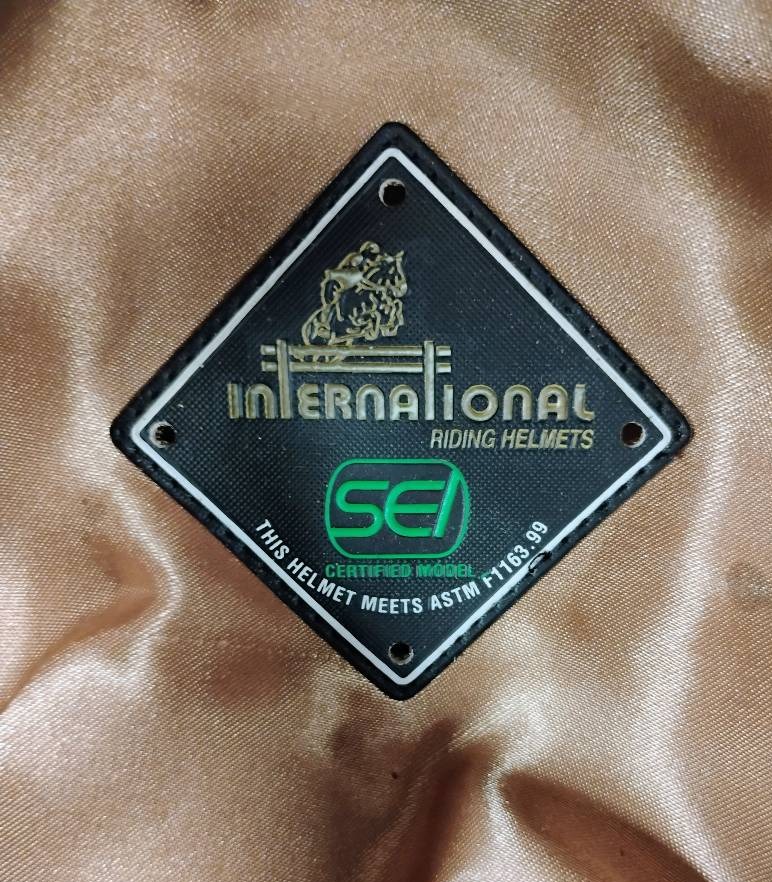 InTERNATIONAL
RIDING HELMETS
SEI
CERTIFIED MODEL
THIS HELMET MEETS ASTM F1163.99